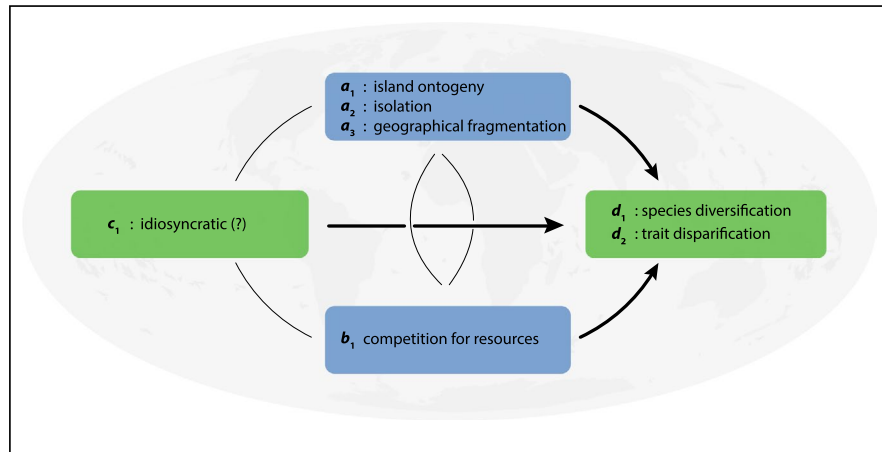 a1 : island ontogeny
a2 : isolation
a3 : geographical fragmentation
c1 : idiosyncratic (?)
d1 : species diversification
d2 : trait disparification
b1 competition for resources